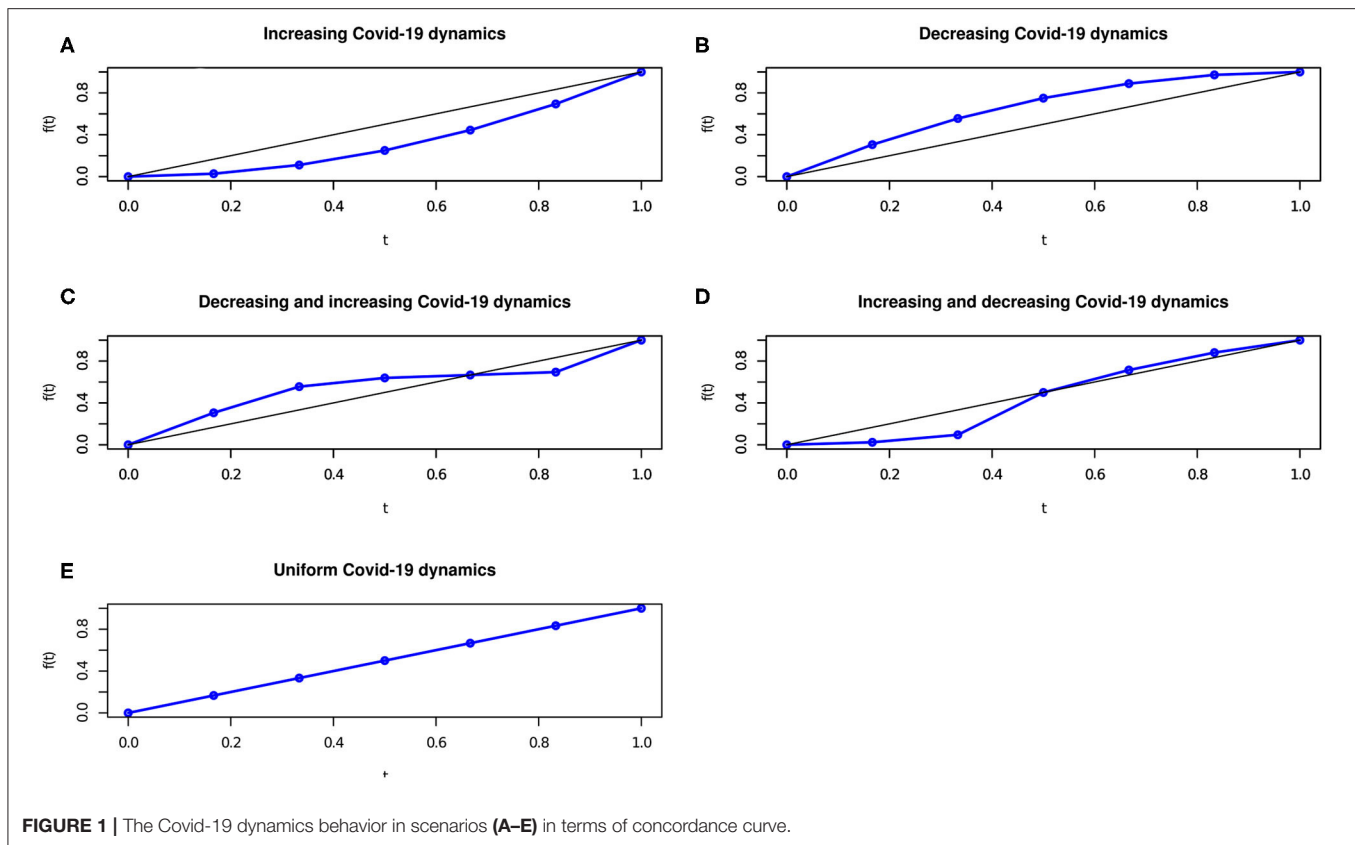 A
Increasing Covid-19 dynamics
f(t)
0.0 0.4 0.8
0.0 0.2 0.4 0.6 0.8 1.0
t
B
Decreasing Covid-19 dynamics
f(t)
0.0 0.4 0.8
0.0 0.2 0.4 0.6 0.8 1.0
t
C
Decreasing and increasing Covid-19 dynamics
f(t)
0.0 0.4 0.8
0.0 0.2 0.4 0.6 0.8 1.0
t
D
Increasing and decreasing Covid-19 dynamics
f(t)
0.0 0.4 0.8
0.0 0.2 0.4 0.6 0.8 1.0
t
E
Uniform Covid-19 dynamics
f(t)
0.0 0.4 0.8
0.0 0.2 0.4 0.6 0.8 1.0
t
FIGURE 1 | The Covid-19 dynamics behavior in scenarios (A–E) in terms of concordance curve.